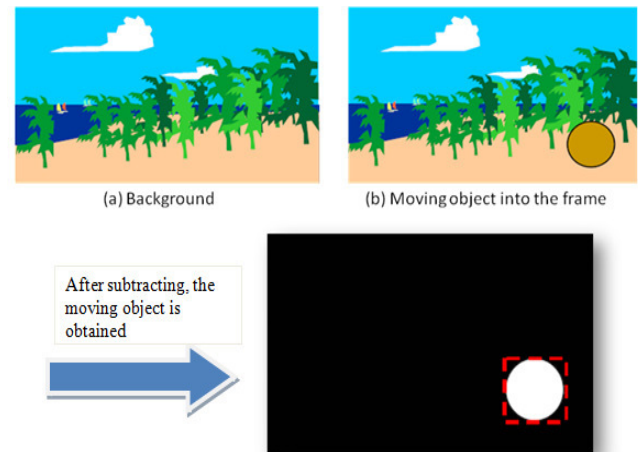 (a) Background
(b) Moving object into the frame
After subtracting, the
moving object is
obtained